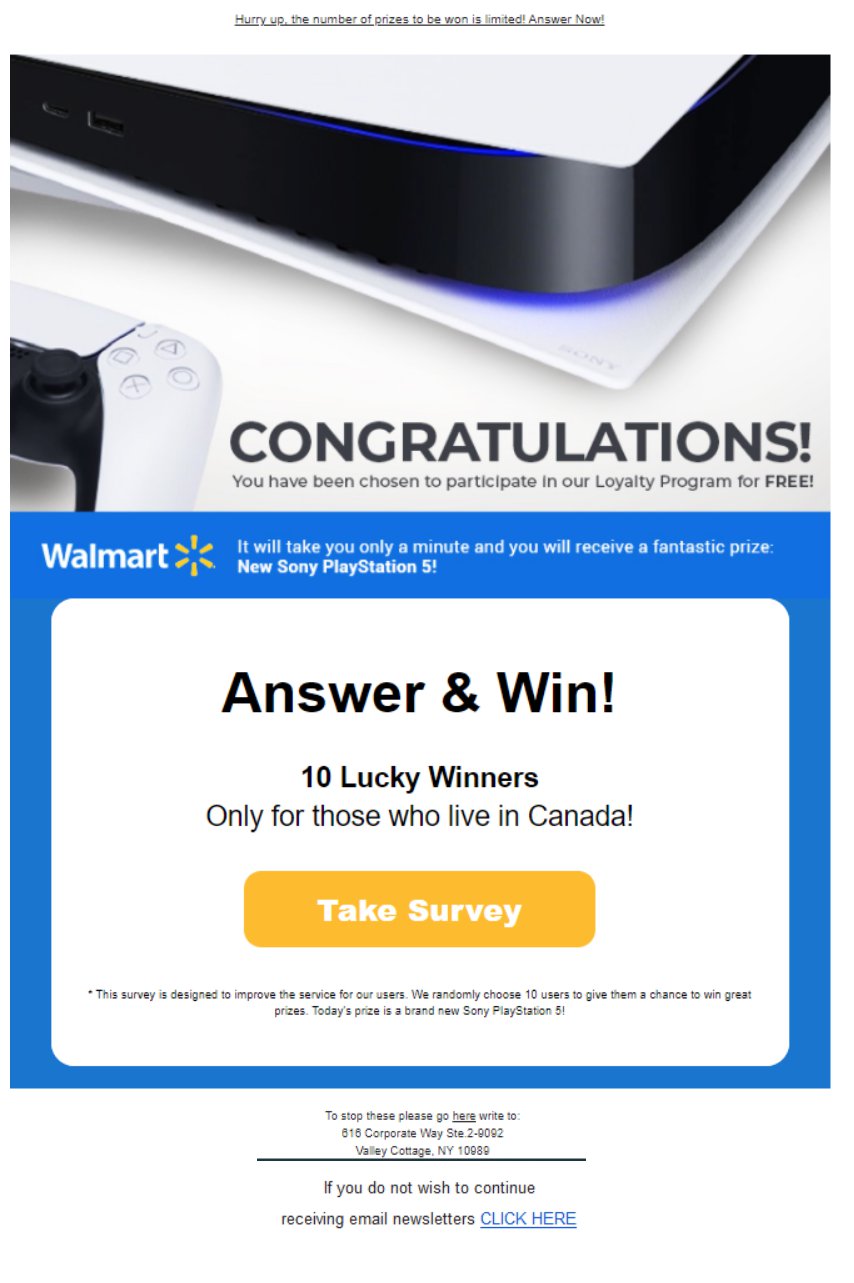 Hurry up, the number of prizes to be won is limited! Answer Now!
SONY
CONGRATULATIONS!
You have been chosen to participate in our Loyalty Program for FREE!
Walmart
It will take you only a minute and you will receive a fantastic prize:
New Sony PlayStation 5!
Answer & Win!
10 Lucky Winners
Only for those who live in Canada!
Take Survey
* This survey is designed to improve the service for our users. We randomly choose 10 users to give them a chance to win great
prizes. Today's prize is a brand new Sony PlayStation 5!
To stop these please go here write to:
616 Corporate Way Ste.2-9092
Valley Cottage, NY 10989
If you do not wish to continue
receiving email newsletters CLICK HERE